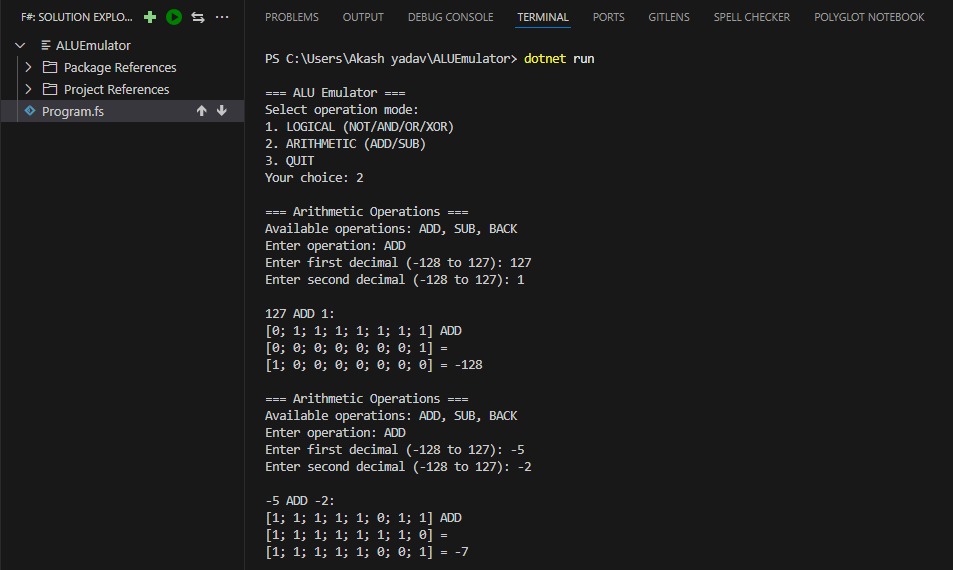 F#: SOLUTION EXPLO...
ALUEmulator
Package References
Project References
Program.fs
PROBLEMS OUTPUT DEBUG CONSOLE TERMINAL PORTS GITLENS SPELL CHECKER POLYGLOT NOTEBOOK
PS C:\Users\Akash yadav\ALUEmulator> dotnet run
=== ALU Emulator ===
Select operation mode:
1. LOGICAL (NOT/AND/OR/XOR)
2. ARITHMETIC (ADD/SUB)
3. QUIT
Your choice: 2
=== Arithmetic Operations ===
Available operations: ADD, SUB, BACK
Enter operation: ADD
Enter first decimal (-128 to 127): 127
Enter second decimal (-128 to 127): 1
127 ADD 1:
[0; 1; 1; 1; 1; 1; 1; 1] ADD
[0; 0; 0; 0; 0; 0; 0; 1] =
[1; 0; 0; 0; 0; 0; 0; 0] = -128
=== Arithmetic Operations ===
Available operations: ADD, SUB, BACK
Enter operation: ADD
Enter first decimal (-128 to 127): -5
Enter second decimal (-128 to 127): -2
-5 ADD -2:
[1; 1; 1; 1; 1; 0; 1; 1] ADD
[1; 1; 1; 1; 1; 1; 1; 0] =
[1; 1; 1; 1; 1; 0; 0; 1] = -7